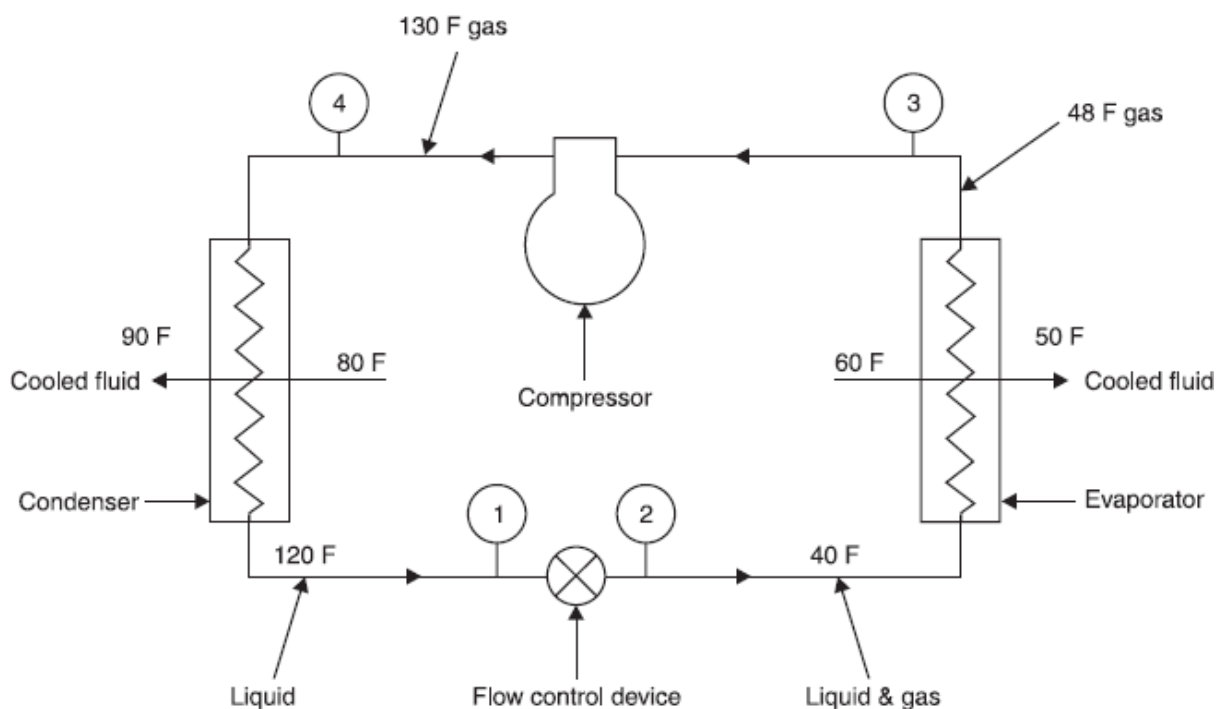 130 F gas
4
3
48 F gas
90 F
80 F
Cooled fluid
60 F
50 F
Cooled fluid
Compressor
Condenser
Evaporator
1
2
120 F
40 F
Liquid
Flow control device
Liquid & gas